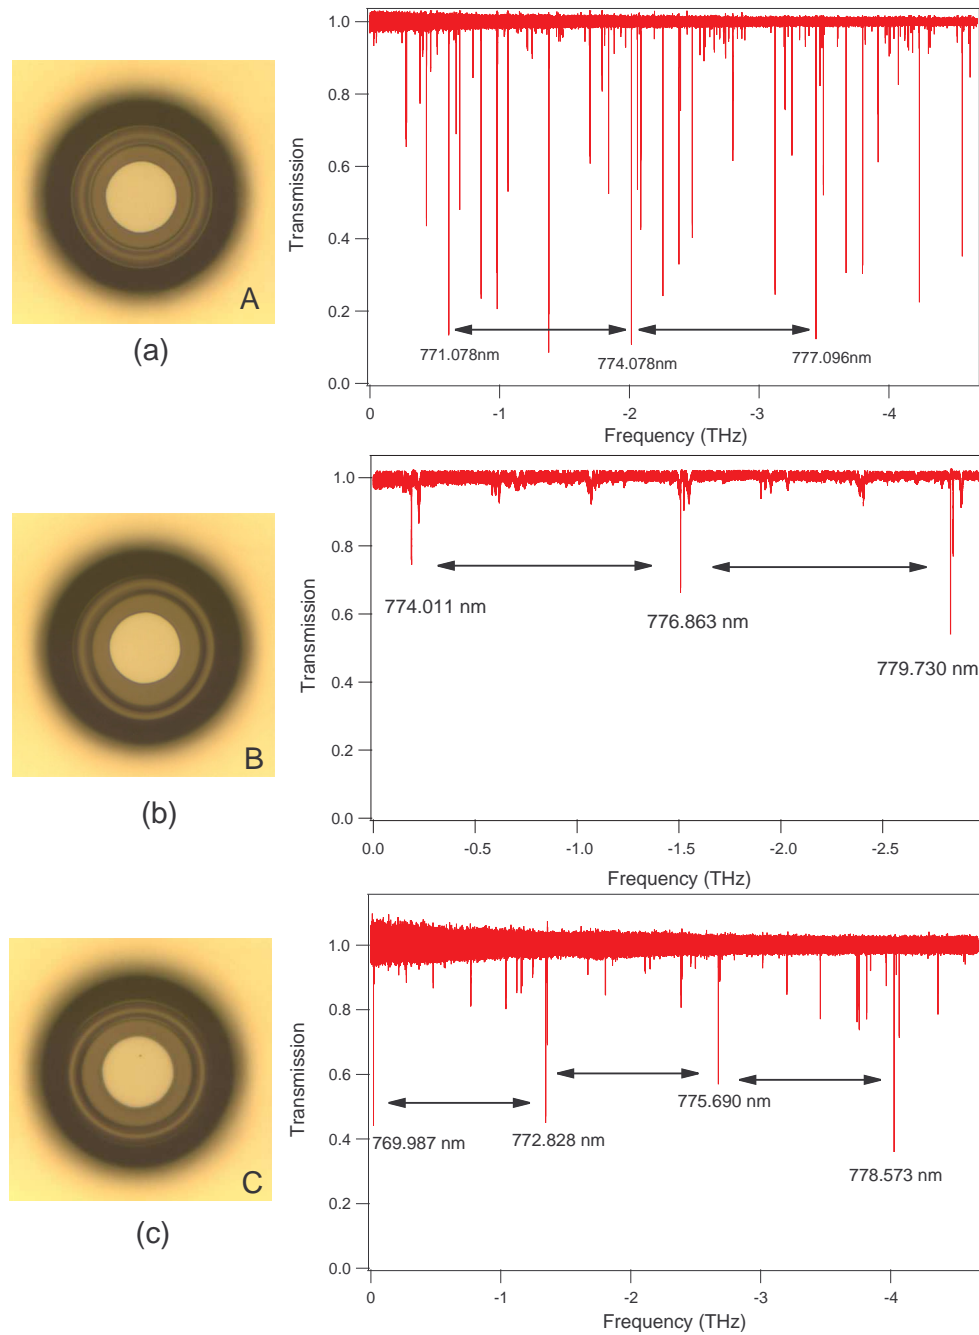 A
(a)
1.0
0.8
0.6
0.4
0.2
0.0
Transmission
771.078nm
774.078nm
777.096nm
0
-1
-2
-3
-4
Frequency (THz)
B
(b)
1.0
0.8
0.6
0.4
0.2
0.0
Transmission
774.011 nm
776.863 nm
779.730 nm
0.0
-0.5
-1.0
-1.5
-2.0
-2.5
Frequency (THz)
C
(c)
1.0
0.8
0.6
0.4
0.2
0.0
Transmission
769.987 nm
772.828 nm
775.690 nm
778.573 nm
0
-1
-2
-3
-4
Frequency (THz)